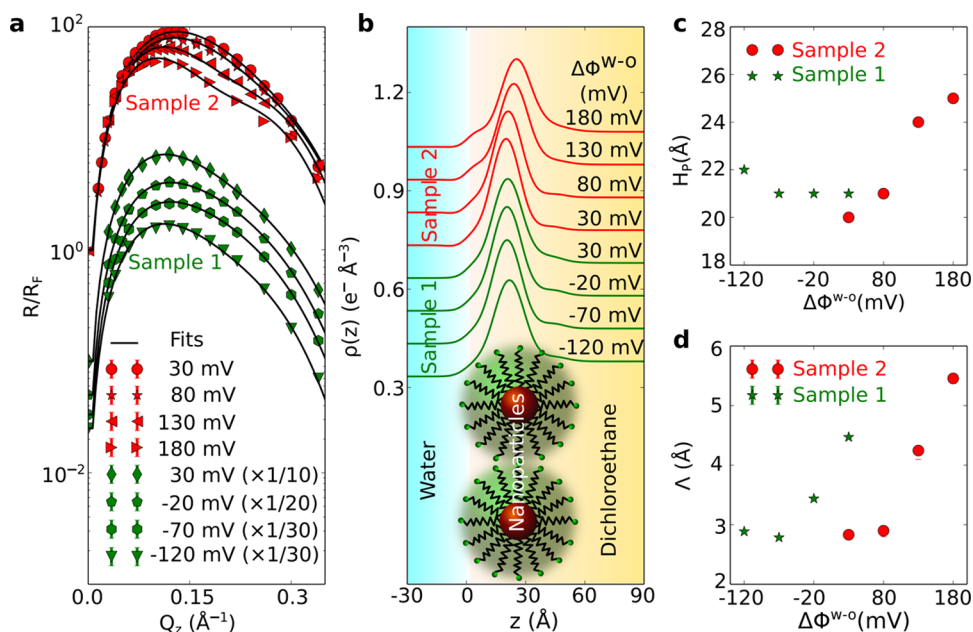 a
10²
10⁰
10⁻²
R/R_F
Sample 2
Sample 1
Fits
30 mV
80 mV
130 mV
180 mV
30 mV (×1/10)
-20 mV (×1/20)
-70 mV (×1/30)
-120 mV (×1/30)
0.0 0.15 0.3
Q_z (Å⁻¹)
b
1.2
0.9
0.6
0.3
ρ(z) (e⁻ Å⁻³)
ΔΦʷ⁻ᵒ
(mV)
180 mV
130 mV
80 mV
30 mV
30 mV
-20 mV
-70 mV
-120 mV
Sample 2
Sample 1
Water
Nanoparticles
Dichloroethane
-30 0 30 60 90
z (Å)
c
28
26
24
22
20
18
H_P(Å)
Sample 2
Sample 1
-120 -20 80 180
ΔΦʷ⁻ᵒ(mV)
d
6
5
4
3
2
Λ (Å)
Sample 2
Sample 1
-120 -20 80 180
ΔΦʷ⁻ᵒ(mV)